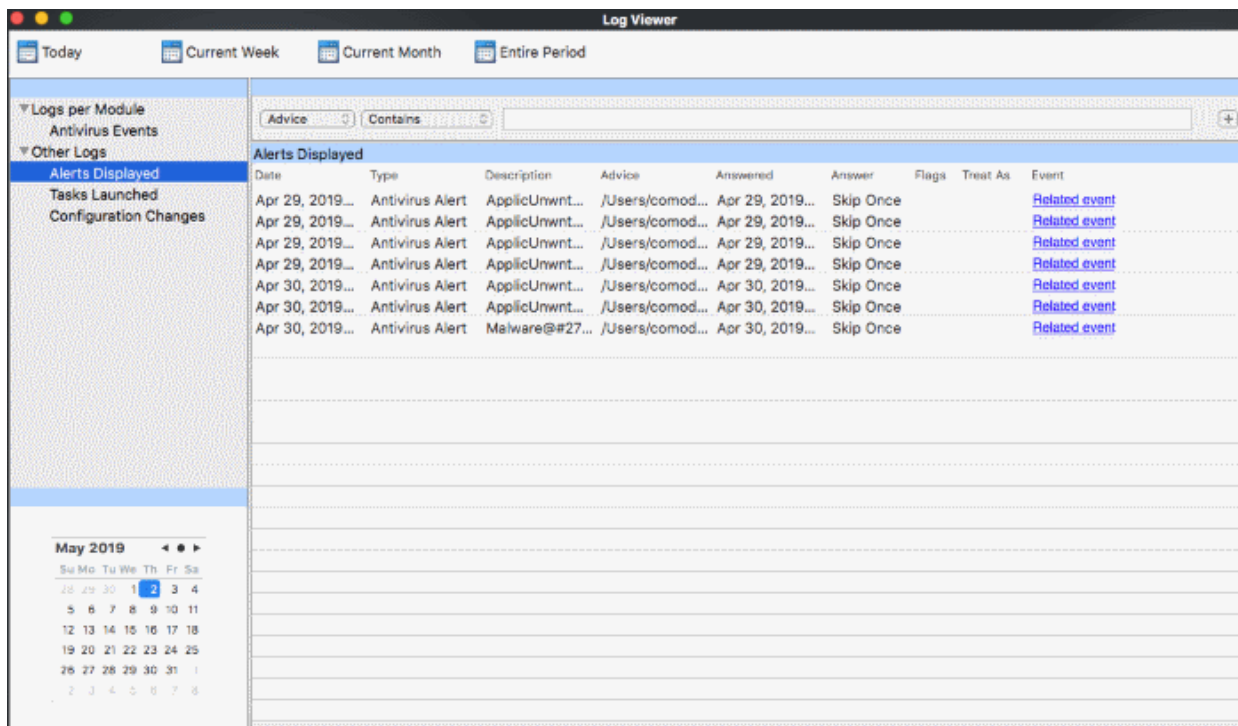 Log Viewer
Today Current Week Current Month Entire Period
Logs per Module
Antivirus Events
Other Logs
Alerts Displayed
Tasks Launched
Configuration Changes
Advice Contains +
Alerts Displayed
Date Type Description Advice Answered Answer Flags Treat As Event
Apr 29, 2019... Antivirus Alert ApplicUnwnt... /Users/comod... Apr 29, 2019... Skip Once Related event
Apr 29, 2019... Antivirus Alert ApplicUnwnt... /Users/comod... Apr 29, 2019... Skip Once Related event
Apr 29, 2019... Antivirus Alert ApplicUnwnt... /Users/comod... Apr 29, 2019... Skip Once Related event
Apr 29, 2019... Antivirus Alert ApplicUnwnt... /Users/comod... Apr 29, 2019... Skip Once Related event
Apr 30, 2019... Antivirus Alert ApplicUnwnt... /Users/comod... Apr 30, 2019... Skip Once Related event
Apr 30, 2019... Antivirus Alert ApplicUnwnt... /Users/comod... Apr 30, 2019... Skip Once Related event
Apr 30, 2019... Antivirus Alert Malware@#27... /Users/comod... Apr 30, 2019... Skip Once Related event
May 2019
Su Mo Tu We Th Fr Sa
28 29 30 1 2 3 4
5 6 7 8 9 10 11
12 13 14 15 16 17 18
19 20 21 22 23 24 25
26 27 28 29 30 31 1
2 3 4 5 6 7 8